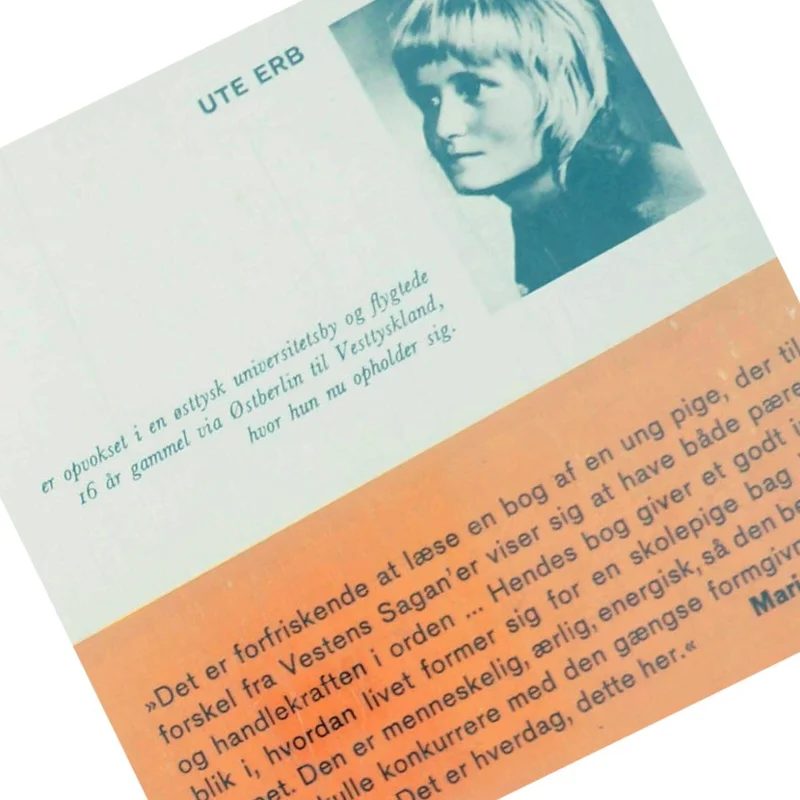 UTE ERB
er opvokset i en østtysk universitetsby og flygtede
16 år gammel via Østberlin til Vesttyskland,
hvor hun nu opholder sig.
»Det er forfriskende at læse en bog af en ung pige, der til
forskel fra Vestens Sagan'er viser sig at have både pære
og handlekraften i orden ... Hendes bog giver et godt
blik i, hvordan livet former sig for en skolepige bag
Den er menneskelig, ærlig, energisk, så den
konkurrere med den gængse
Det er hverdag, dette her.«